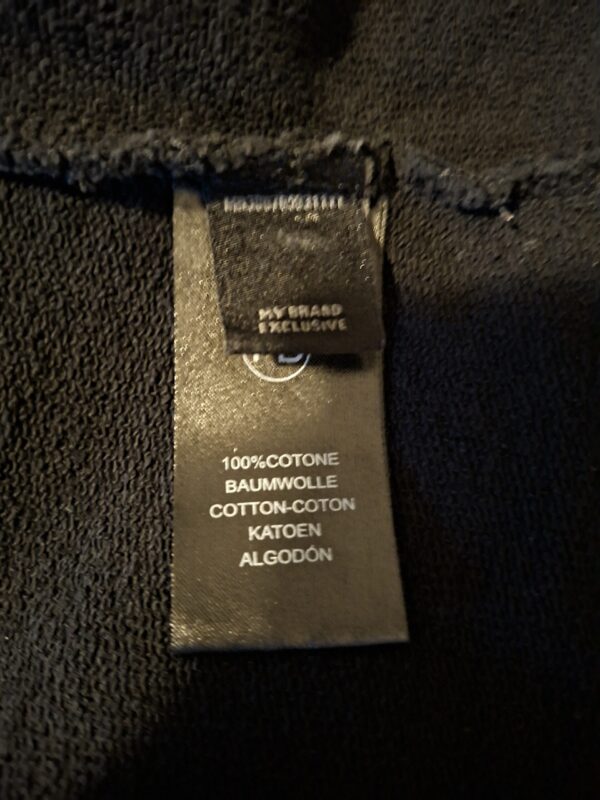 MY BRAND
EXCLUSIVE
100%COTONE
BAUMWOLLE
COTTON-COTON
KATOEN
ALGODÓN